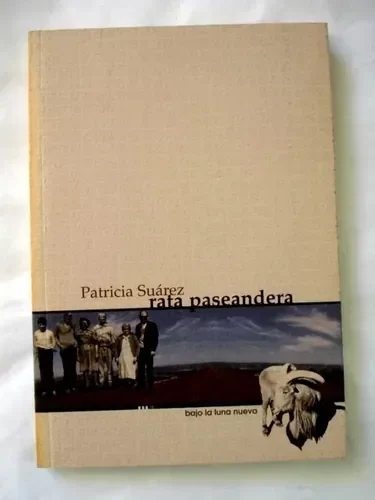 Patricia Suárez
rata paseandera
bajo la luna nueva